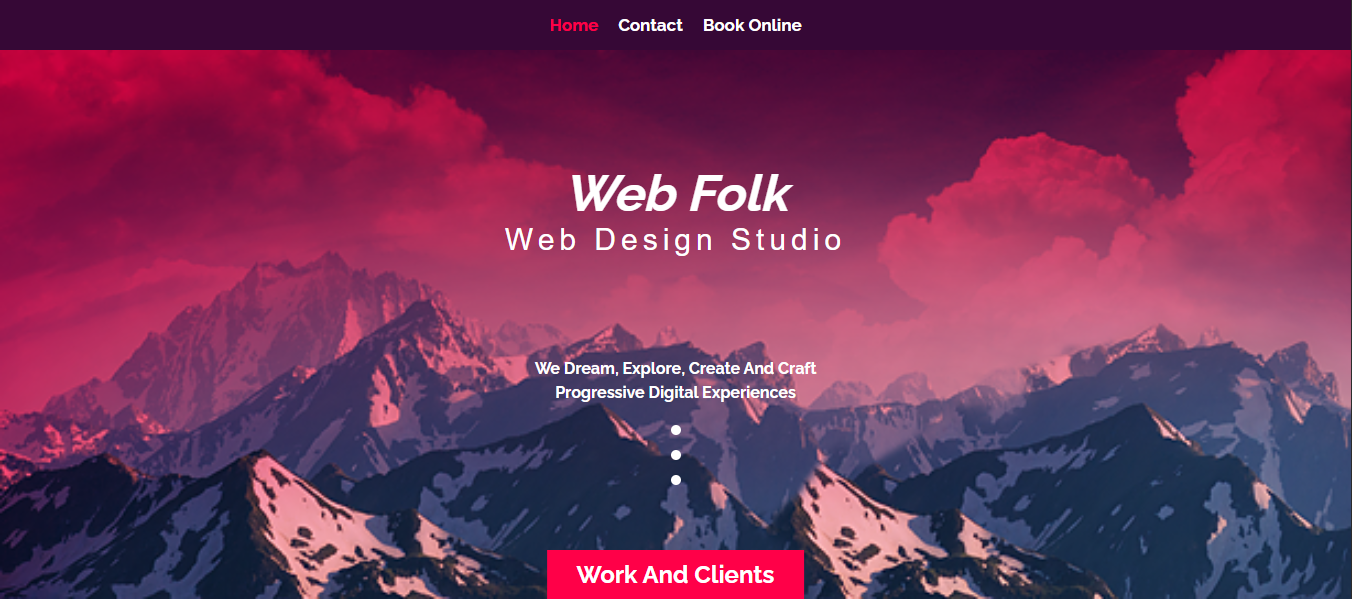 Home Contact Book Online
Web Folk
Web Design Studio
We Dream, Explore, Create And Craft
Progressive Digital Experiences
Work And Clients